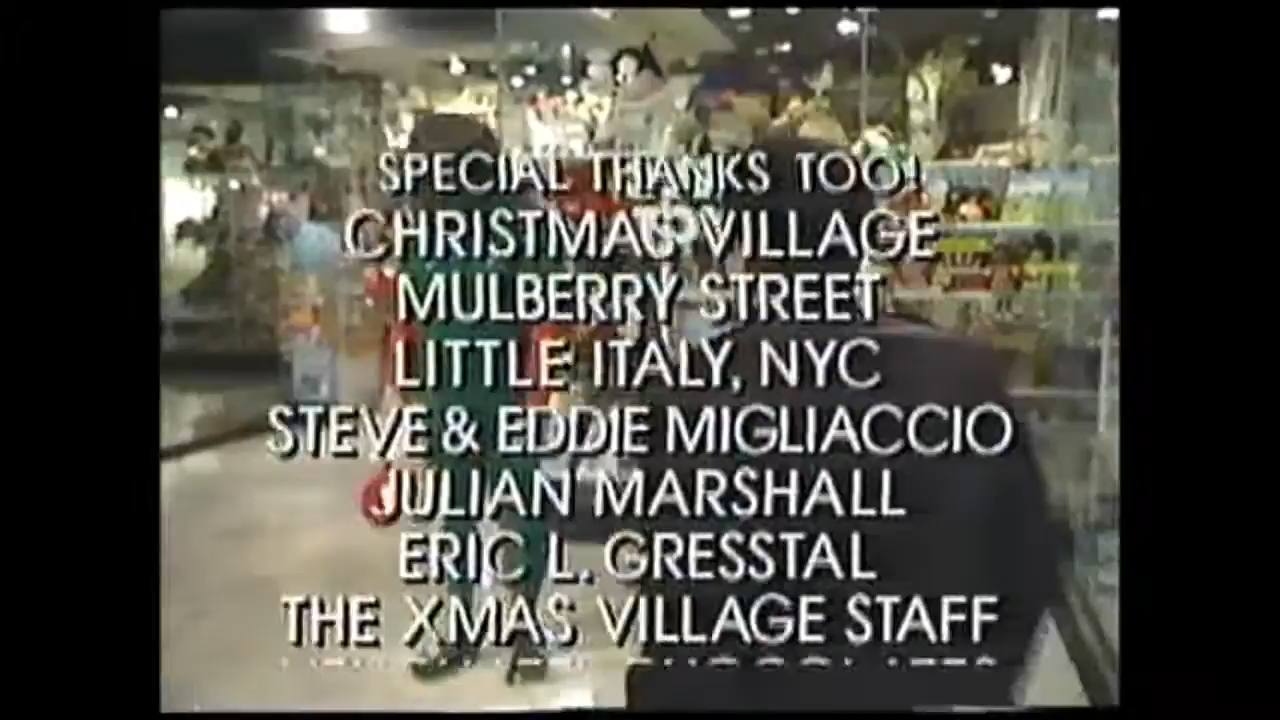 SPECIAL THANKS TOO!
CHRISTMAS VILLAGE
MULBERRY STREET
LITTLE ITALY, NYC
STEVE & EDDIE MIGLIACCIO
JULIAN MARSHALL
ERIC L. GRESSTAL
THE XMAS VILLAGE STAFF